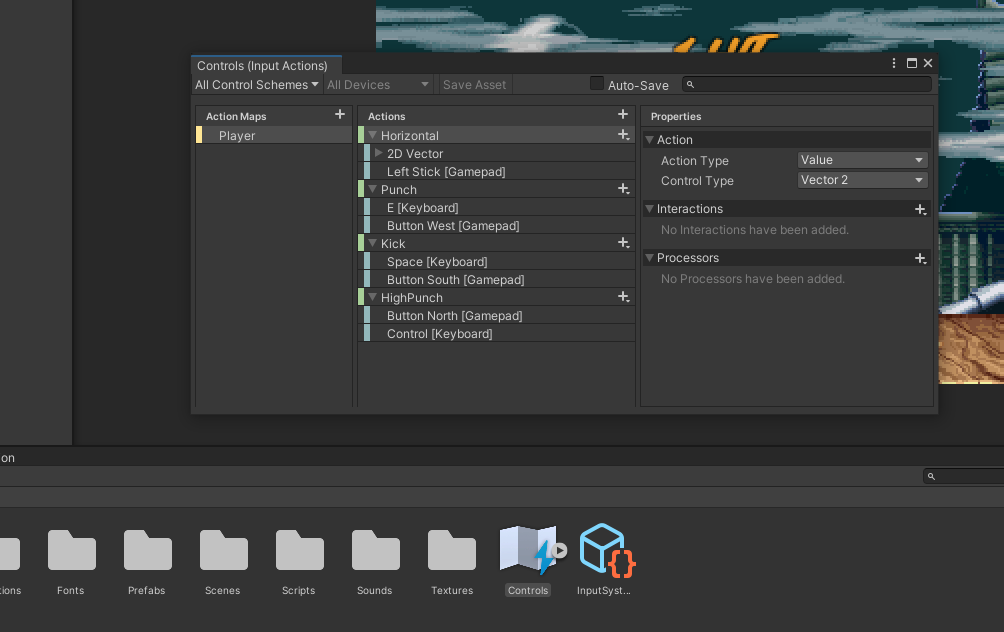 Controls (Input Actions)
All Control Schemes
All Devices
Save Asset
Auto-Save
Action Maps
Player
Actions
Horizontal
2D Vector
Left Stick [Gamepad]
Punch
E [Keyboard]
Button West [Gamepad]
Kick
Space [Keyboard]
Button South [Gamepad]
HighPunch
Button North [Gamepad]
Control [Keyboard]
Properties
Action
Action Type Value
Control Type Vector 2
Interactions
No Interactions have been added.
Processors
No Processors have been added.
on
tions
Fonts
Prefabs
Scenes
Scripts
Sounds
Textures
Controls
InputSyst...